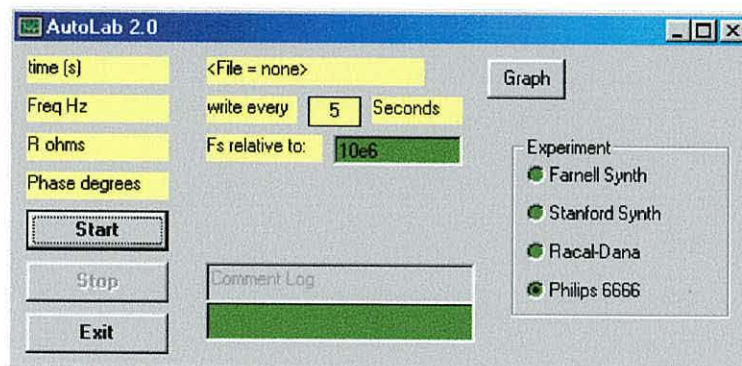 AutoLab 2.0
time (s)
<File = none>
Graph
Freq Hz
write every 5 Seconds
R ohms
Fs relative to: 10e6
Phase degrees
Experiment
Farnell Synth
Stanford Synth
Racal-Dana
Philips 6666
Start
Stop
Comment Log
Exit